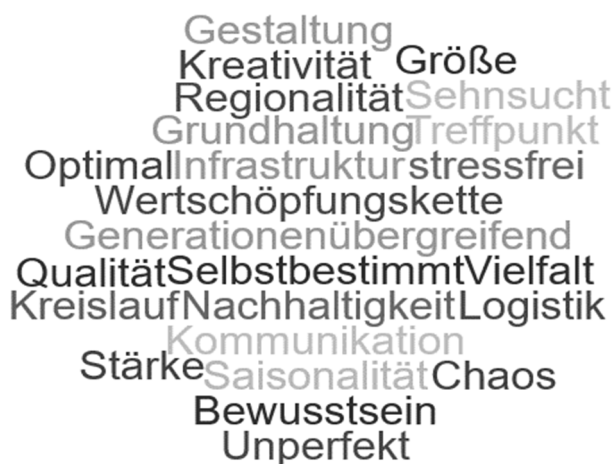 Gestaltung
Kreativität Größe
Regionalität Sehnsucht
Grundhaltung Treffpunkt
Optimal Infrastruktur stressfrei
Wertschöpfungskette
Generationenübergreifend
Qualität Selbstbestimmt Vielfalt
Kreislauf Nachhaltigkeit Logistik
Kommunikation
Stärke Saisonalität Chaos
Bewusstsein
Unperfekt